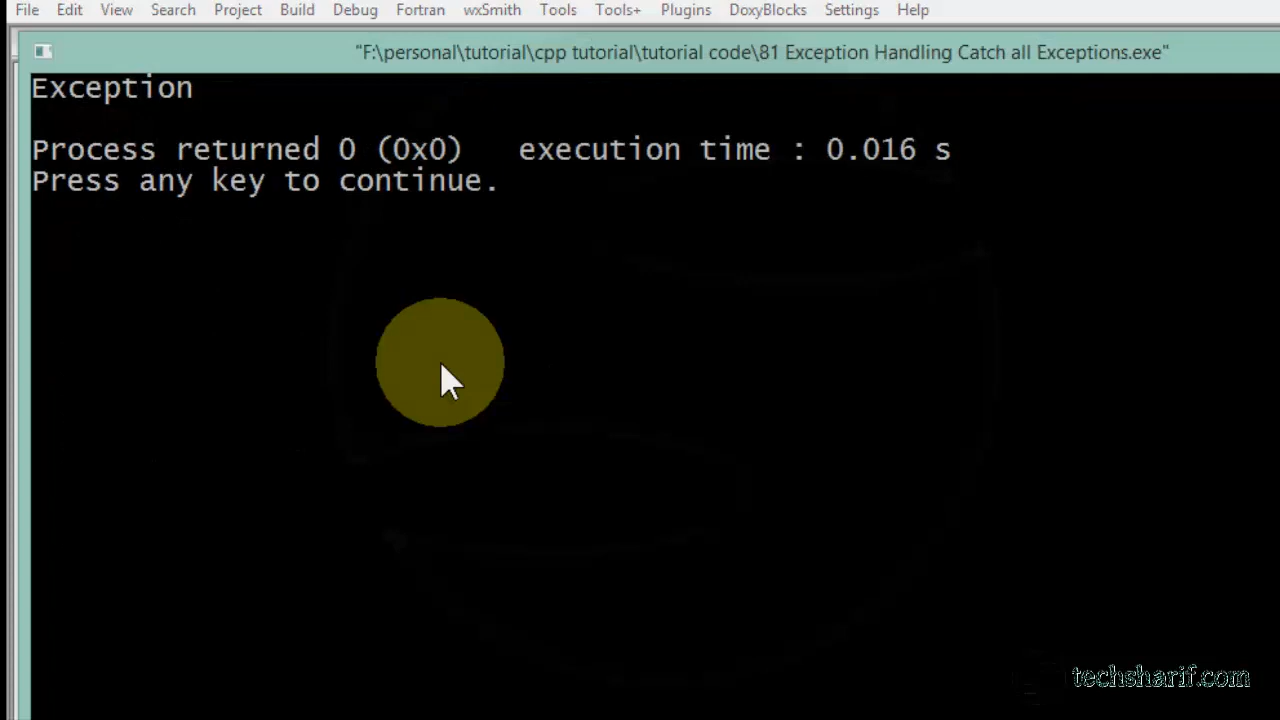 File Edit View Search Project Build Debug Fortran wxSmith Tools Tools+ Plugins DoxyBlocks Settings Help
"F:\personal\tutorial\cpp tutorial\tutorial code\81 Exception Handling Catch all Exceptions.exe"
Exception
Process returned 0 (0x0)   execution time : 0.016 s
Press any key to continue.
techsharif.com